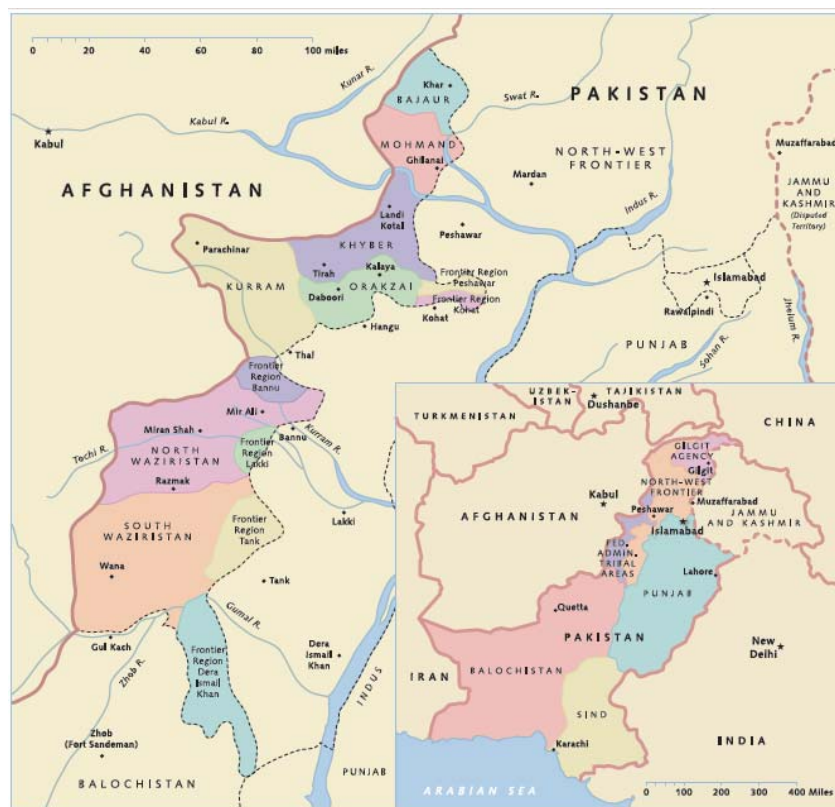 0 20 40 60 80 100 miles
Kunar R.
Khar
BAJAUR
Swat R.
PAKISTAN
Kabul R.
Kabul
MOHMAND
Ghilanai
NORTH-WEST
FRONTIER
Muzaffarabad
Mardan
JAMMU
AND
KASHMIR
(Disputed
Territory)
AFGHANISTAN
Indus R.
Landi
Kotal
Peshawar
Parachinar
KHYBER
Tirah
Kalaya
Frontier Region
Peshawar
Islamabad
KURRAM
Daboori
ORAKZAI
Frontier Region
Kohat
Kohat
Rawalpindi
Jhelum R.
Hangu
PUNJAB
Sohan R.
Thal
Frontier
Region
Bannu
Mir Ali
Miran Shah
Bannu
Kurram R.
Tochi R.
NORTH
WAZIRISTAN
Frontier
Region
Lakki
Razmak
Lakki
SOUTH
WAZIRISTAN
Frontier
Region
Tank
Wana
Tank
Gumal R.
Gul Kach
Zhob R.
Frontier
Region
Dera
Ismail
Khan
Dera
Ismail
Khan
INDUS
Zhob
(Fort Sandeman)
BALOCHISTAN
PUNJAB
UZBEK-
ISTAN
TAJIKISTAN
Dushanbe
TURKMENISTAN
CHINA
GILGIT
AGENCY
Gilgit
NORTH-WEST
FRONTIER
Kabul
Muzaffarabad
AFGHANISTAN
Peshawar
JAMMU
AND KASHMIR
Islamabad
FED.
ADMIN.
TRIBAL
AREAS
Lahore
PUNJAB
Quetta
PAKISTAN
New
Delhi
IRAN
BALOCHISTAN
SIND
INDIA
Karachi
ARABIAN SEA
0 100 200 400 Miles